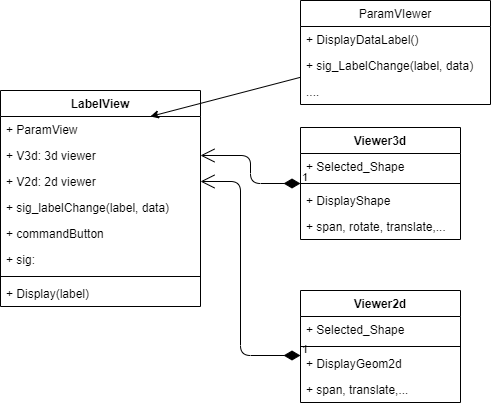 ParamVIewer
+ DisplayDataLabel()
+ sig_LabelChange(label, data)
....
LabelView
+ ParamView
+ V3d: 3d viewer
+ V2d: 2d viewer
+ sig_labelChange(label, data)
+ commandButton
+ sig:
+ Display(label)
Viewer3d
+ Selected_Shape
1
+ DisplayShape
+ span, rotate, translate,...
Viewer2d
+ Selected_Shape
1
+ DisplayGeom2d
+ span, translate,...